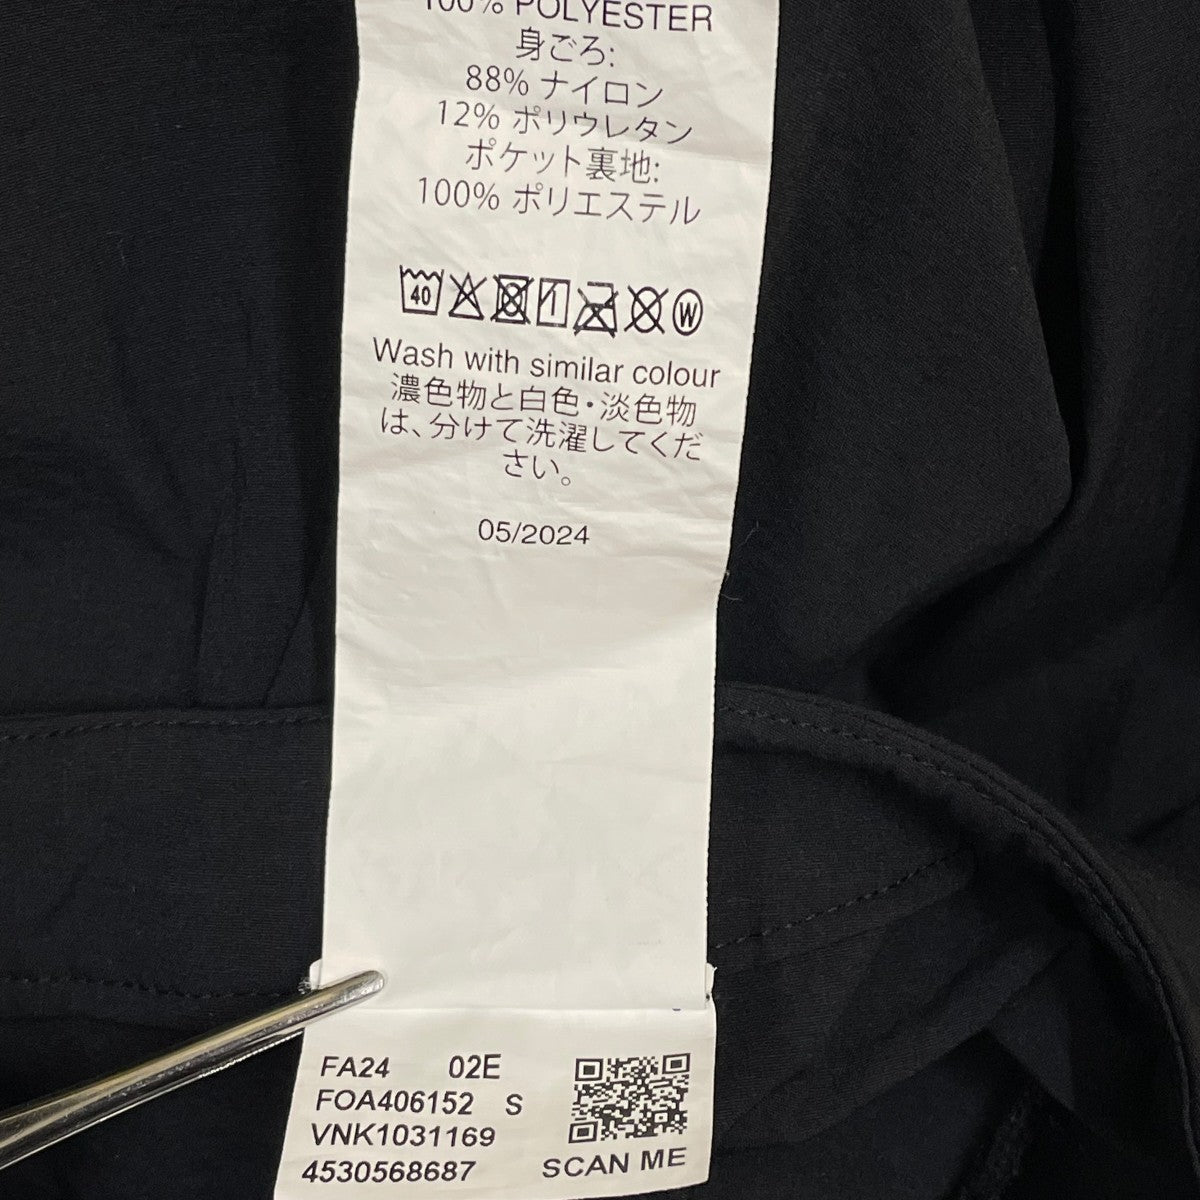 100% POLYESTER
身ごろ:
88% ナイロン
12% ポリウレタン
ポケット裏地:
100% ポリエステル
40 W
Wash with similar colour
濃色物と白色・淡色物
は、分けて洗濯してくだ
さい。
05/2024
FA24 02E
FOA406152 S
VNK1031169
4530568687
SCAN ME